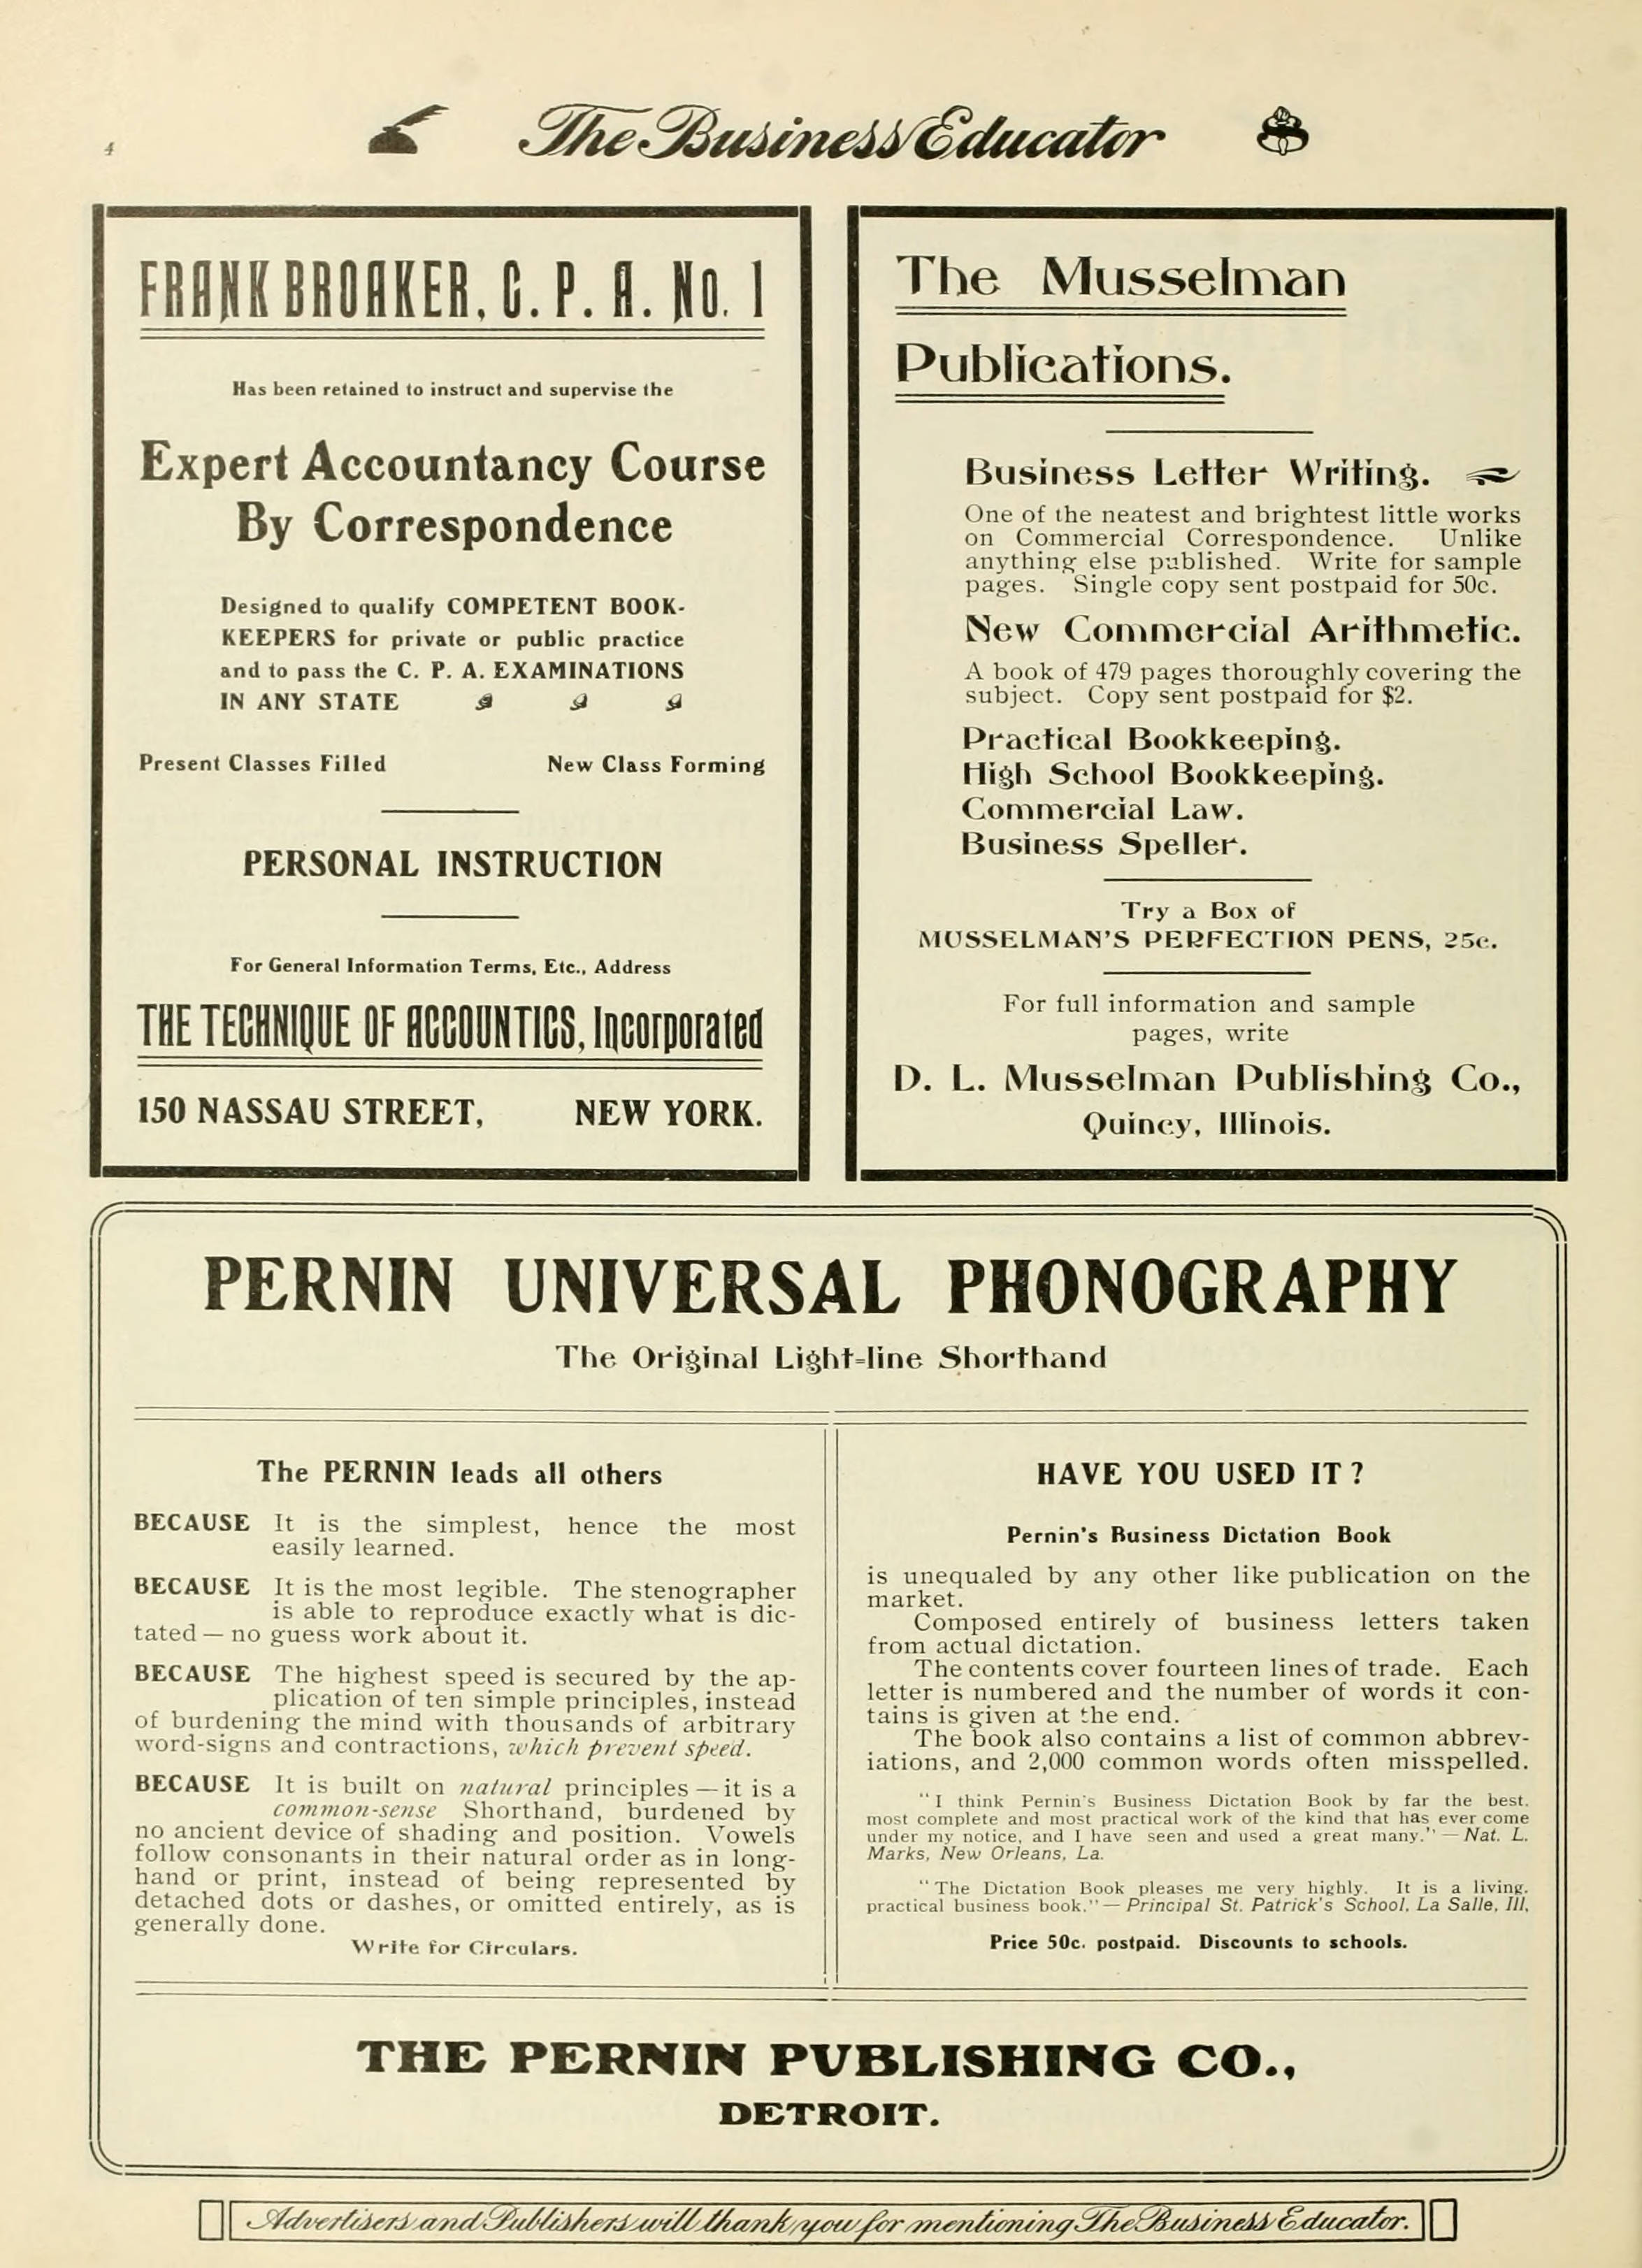 4
The Business Educator
FRANK BROAKER, C. P. A. No. 1
Has been retained to instruct and supervise the
Expert Accountancy Course
By Correspondence
Designed to qualify COMPETENT BOOK-
KEEPERS for private or public practice
and to pass the C. P. A. EXAMINATIONS
IN ANY STATE
Present Classes Filled New Class Forming
PERSONAL INSTRUCTION
For General Information Terms, Etc., Address
THE TECHNIQUE OF ACCOUNTICS, Incorporated
150 NASSAU STREET, NEW YORK.
The Musselman
Publications.
Business Letter Writing.
One of the neatest and brightest little works
on Commercial Correspondence. Unlike
anything else published. Write for sample
pages. Single copy sent postpaid for 50c.
New Commercial Arithmetic.
A book of 479 pages thoroughly covering the
subject. Copy sent postpaid for $2.
Practical Bookkeeping.
High School Bookkeeping.
Commercial Law.
Business Speller.
Try a Box of
MUSSELMAN'S PERFECTION PENS, 25c.
For full information and sample
pages, write
D. L. Musselman Publishing Co.,
Quincy, Illinois.
PERNIN UNIVERSAL PHONOGRAPHY
The Original Light=line Shorthand
The PERNIN leads all others
BECAUSE It is the simplest, hence the most
easily learned.
BECAUSE It is the most legible. The stenographer
is able to reproduce exactly what is dic-
tated — no guess work about it.
BECAUSE The highest speed is secured by the ap-
plication of ten simple principles, instead
of burdening the mind with thousands of arbitrary
word-signs and contractions, which prevent speed.
BECAUSE It is built on natural principles — it is a
common-sense Shorthand, burdened by
no ancient device of shading and position. Vowels
follow consonants in their natural order as in long-
hand or print, instead of being represented by
detached dots or dashes, or omitted entirely, as is
generally done.
Write for Circulars.
HAVE YOU USED IT?
Pernin's Business Dictation Book
is unequaled by any other like publication on the
market.
Composed entirely of business letters taken
from actual dictation.
The contents cover fourteen lines of trade. Each
letter is numbered and the number of words it con-
tains is given at the end.
The book also contains a list of common abbrev-
iations, and 2,000 common words often misspelled.
"I think Pernin's Business Dictation Book by far the best,
most complete and most practical work of the kind that has ever come
under my notice, and I have seen and used a great many." — Nat. L.
Marks, New Orleans, La.
"The Dictation Book pleases me very highly. It is a living,
practical business book." — Principal St. Patrick's School, La Salle, Ill,
Price 50c. postpaid. Discounts to schools.
THE PERNIN PUBLISHING CO.,
DETROIT.
Advertisers and Publishers will thank you for mentioning The Business Educator.